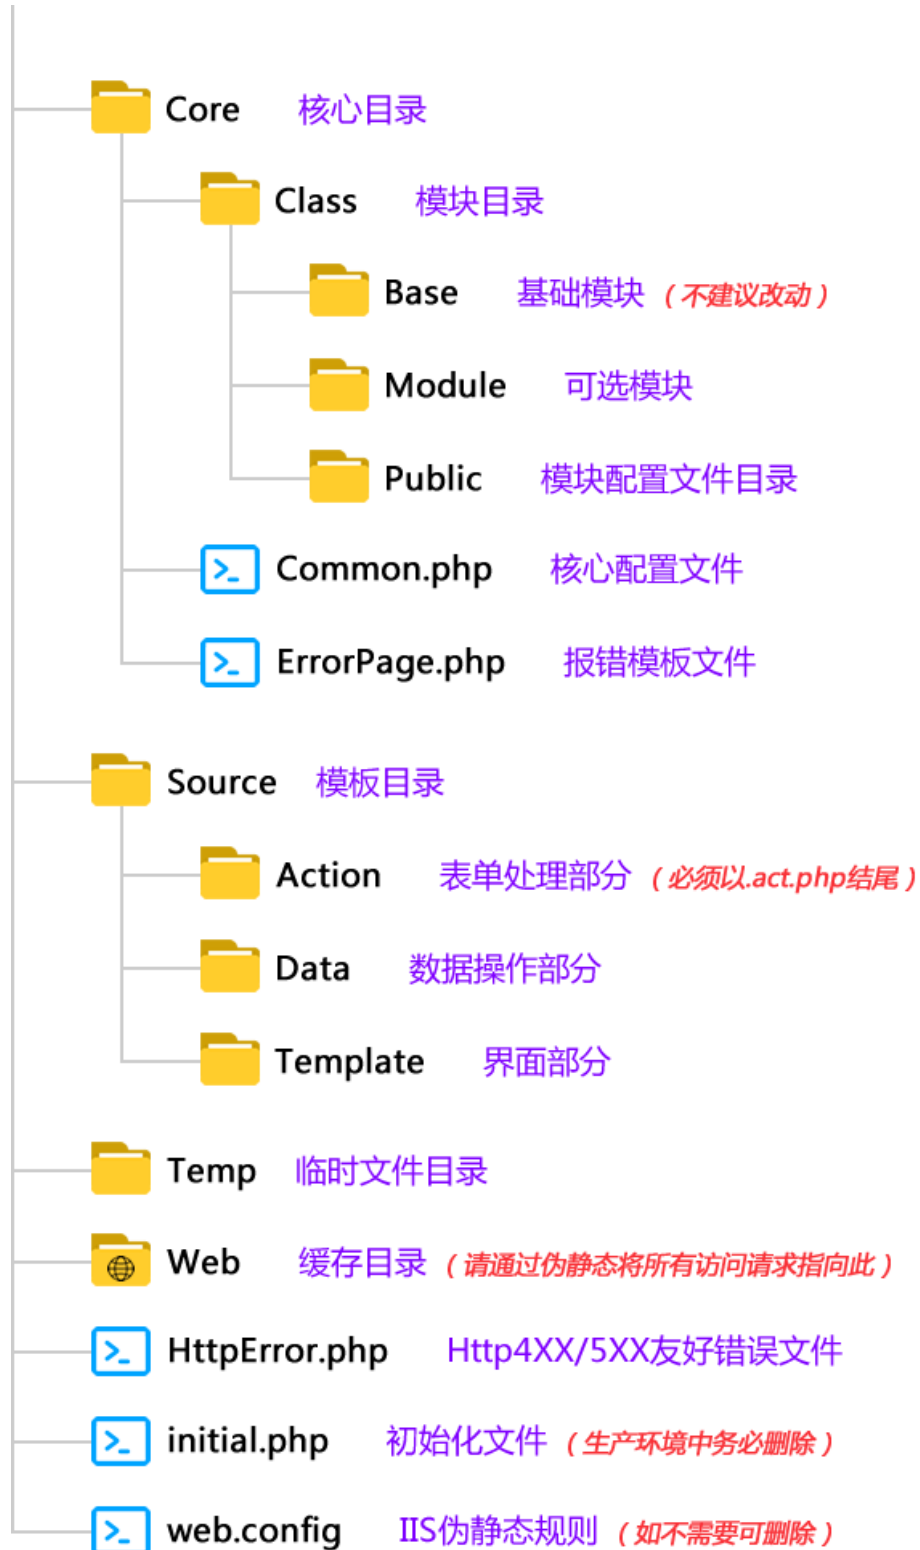 Core 核心目录
Class 模块目录
Base 基础模块 (不建议改动)
Module 可选模块
Public 模块配置文件目录
Common.php 核心配置文件
ErrorPage.php 报错模板文件
Source 模板目录
Action 表单处理部分 (必须以.act.php结尾)
Data 数据操作部分
Template 界面部分
Temp 临时文件目录
Web 缓存目录 (请通过伪静态将所有访问请求指向此)
HttpError.php Http4XX/5XX友好错误文件
initial.php 初始化文件 (生产环境中务必删除)
web.config IIS伪静态规则 (如不需要可删除)